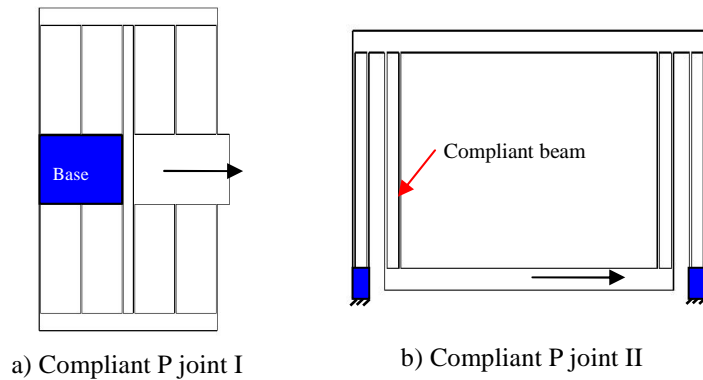 Base
Compliant beam
a) Compliant P joint I
b) Compliant P joint II